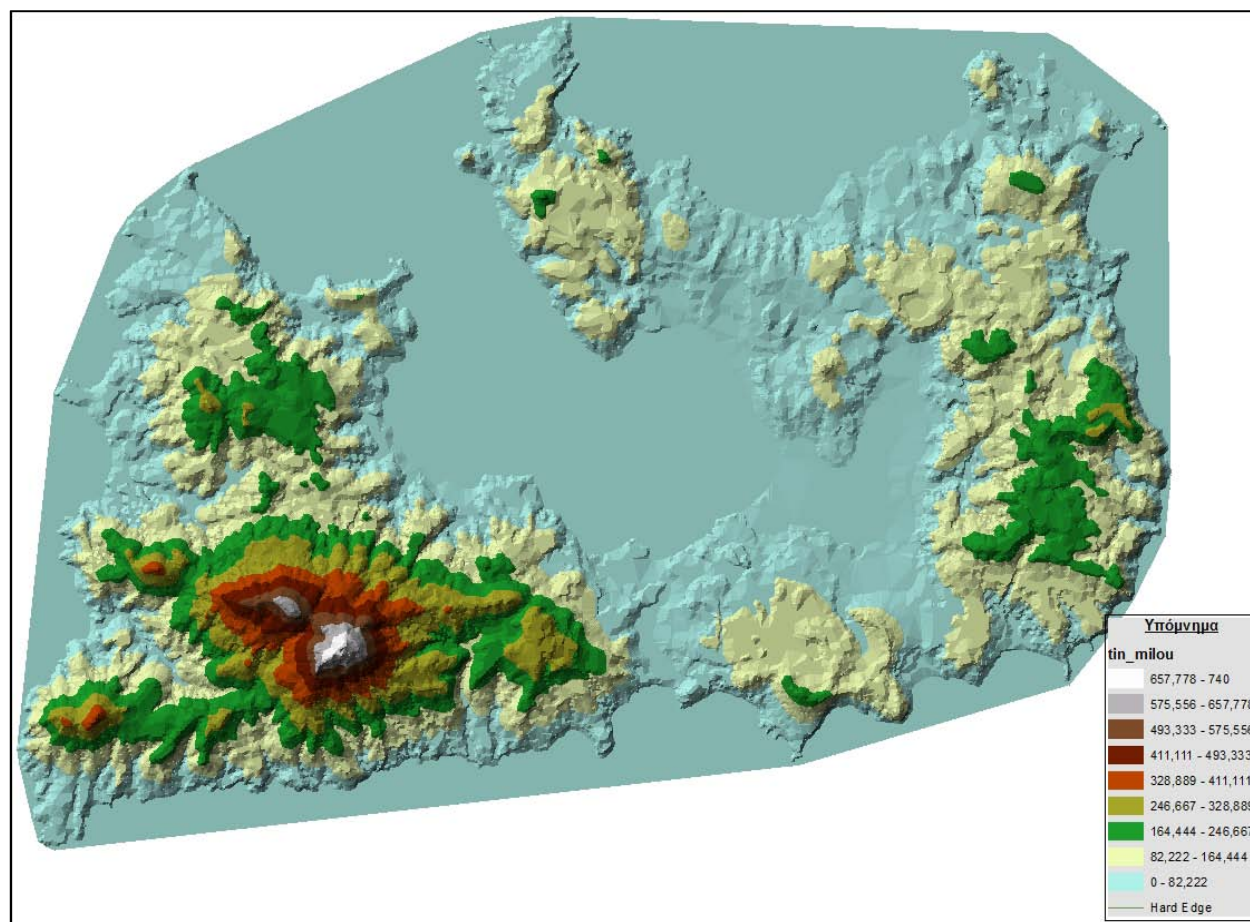 Υπόμνημα
tin_milou
657,778 - 740
575,556 - 657,778
493,333 - 575,556
411,111 - 493,333
328,889 - 411,111
246,667 - 328,889
164,444 - 246,667
82,222 - 164,444
0 - 82,222
Hard Edge